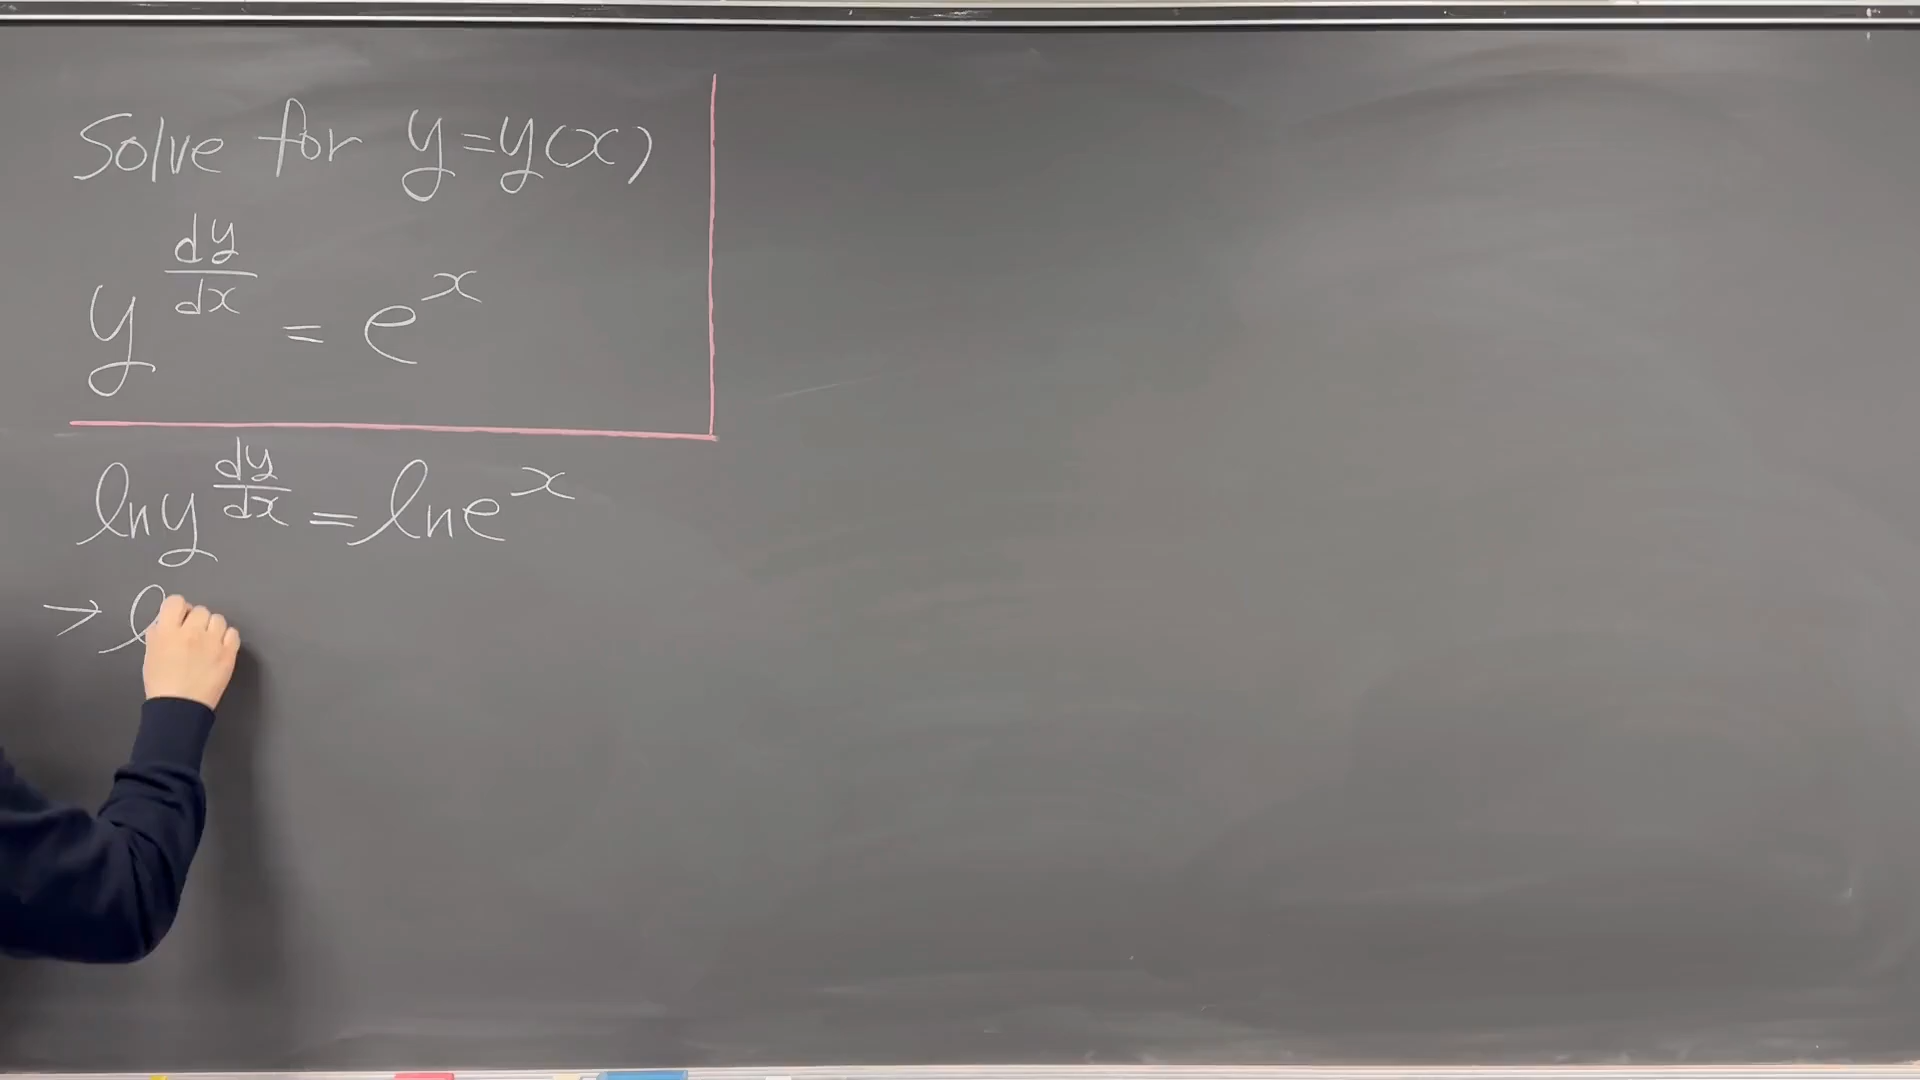 Solve for y=y(x)
y^(dy/dx) = e^x
ln y^(dy/dx) = ln e^x
→ l